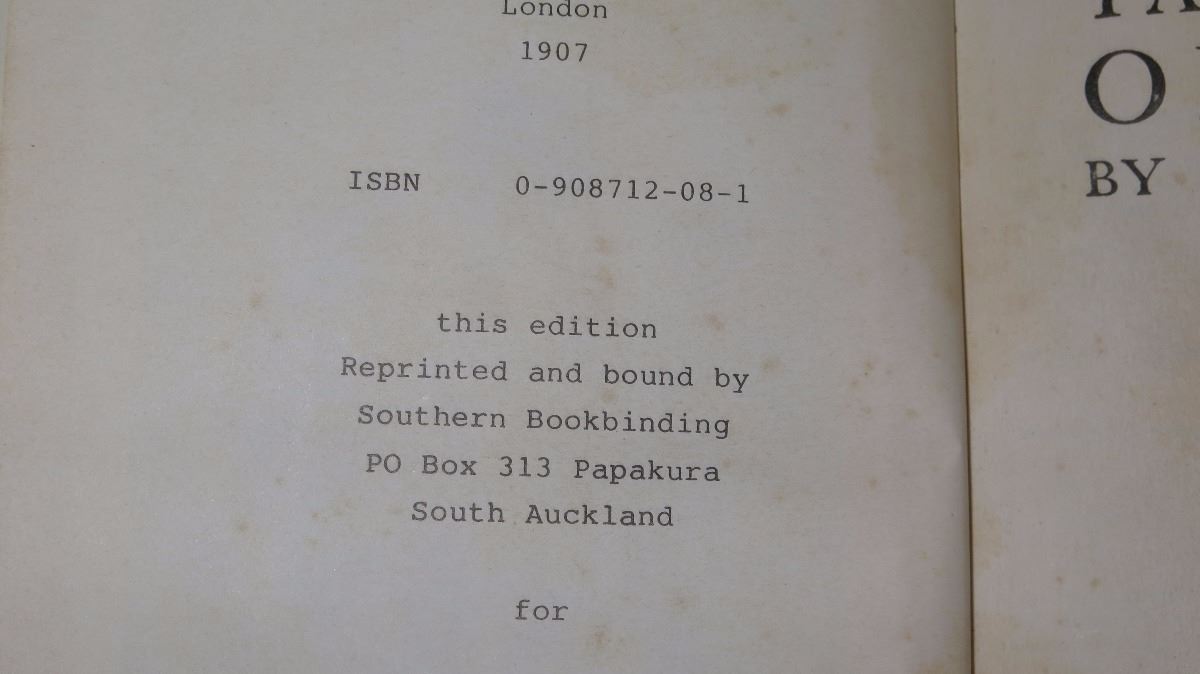 London
1907
ISBN 0-908712-08-1
this edition
Reprinted and bound by
Southern Bookbinding
PO Box 313 Papakura
South Auckland
for
O
BY